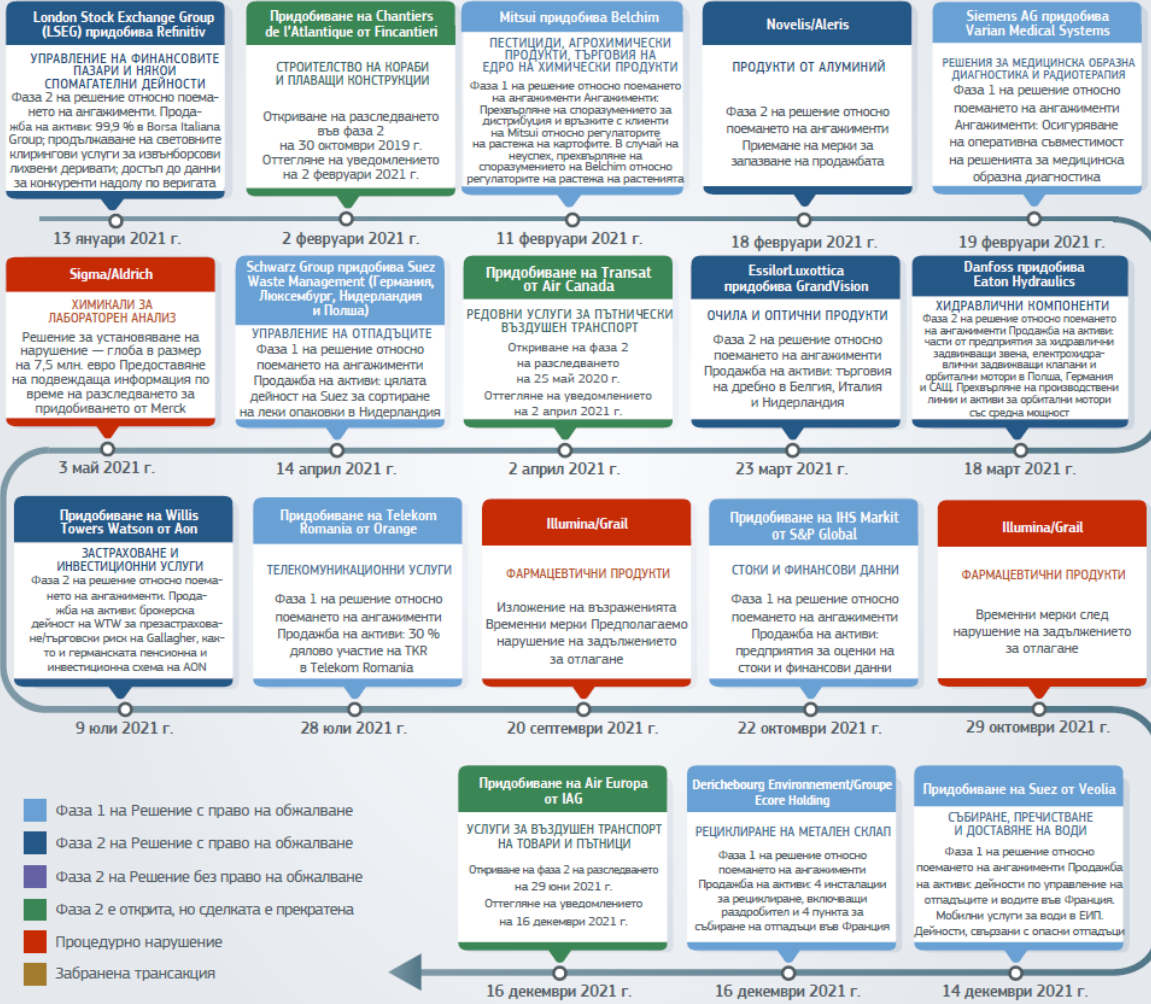 London Stock Exchange Group
(LSEG) придобива Refinitiv
УПРАВЛЕНИЕ НА ФИНАНСОВИТЕ
ПАЗАРИ И НЯКОИ
СПОМАГАТЕЛНИ ДЕЙНОСТИ
Фаза 2 на решение относно поема-
нето на ангажименти. Прода-
жба на активи: 99,9 % в Borsa Italiana
Group; продължаване на световните
клирингови услуги за извънборсови
лихвени деривати; достъп до данни
за конкуренти надолу по веригата
13 януари 2021 г.
Придобиване на Chantiers
de l'Atlantique от Fincantieri
СТРОИТЕЛСТВО НА КОРАБИ
И ПЛАВАЩИ КОНСТРУКЦИИ
Откриване на разследването
във фаза 2
на 30 октомври 2019 г.
Оттегляне на уведомлението
на 2 февруари 2021 г.
2 февруари 2021 г.
Mitsui придобива Belchim
ПЕСТИЦИДИ, АГРОХИМИЧЕСКИ
ПРОДУКТИ, ТЪРГОВИЯ НА
ЕДРО НА ХИМИЧЕСКИ ПРОДУКТИ
Фаза 1 на решение относно поемането
на ангажименти Ангажименти:
Прехвърляне на споразумението за
дистрибуция и връзките с клиенти
на Mitsui относно регулаторите
на растежа на картофите. В случай на
неуспех, прехвърляне на
споразумението на Belchim относно
регулаторите на растежа на растенията
11 февруари 2021 г.
Novelis/Aleris
ПРОДУКТИ ОТ АЛУМИНИЙ
Фаза 2 на решение относно
поемането на ангажименти
Приемане на мерки за
запазване на продажбата
18 февруари 2021 г.
Siemens AG придобива
Varian Medical Systems
РЕШЕНИЯ ЗА МЕДИЦИНСКА ОБРАЗНА
ДИАГНОСТИКА И РАДИОТЕРАПИЯ
Фаза 1 на решение относно
поемането на ангажименти
Ангажименти: Осигуряване
на оперативна съвместимост
на решенията за медицинска
образна диагностика
19 февруари 2021 г.
Sigma/Aldrich
ХИМИКАЛИ ЗА
ЛАБОРАТОРЕН АНАЛИЗ
Решение за установяване на
нарушение — глоба в размер
на 7,5 млн. евро Предоставяне
на подвеждаща информация по
време на разследването за
придобиването от Merck
3 май 2021 г.
Schwarz Group придобива Suez
Waste Management (Германия,
Люксембург, Нидерландия
и Полша)
УПРАВЛЕНИЕ НА ОТПАДЪЦИТЕ
Фаза 1 на решение относно
поемането на ангажименти
Продажба на активи: цялата
дейност на Suez за сортиране
на леки опаковки в Нидерландия
14 април 2021 г.
Придобиване на Transat
от Air Canada
РЕДОВНИ УСЛУГИ ЗА ПЪТНИЧЕСКИ
ВЪЗДУШЕН ТРАНСПОРТ
Откриване на фаза 2
на разследването
на 25 май 2020 г.
Оттегляне на уведомлението
на 2 април 2021 г.
2 април 2021 г.
EssilorLuxottica
придобива GrandVision
ОЧИЛА И ОПТИЧНИ ПРОДУКТИ
Фаза 2 на решение относно
поемането на ангажименти
Продажба на активи: търговия
на дребно в Белгия, Италия
и Нидерландия
23 март 2021 г.
Danfoss придобива
Eaton Hydraulics
ХИДРАВЛИЧНИ КОМПОНЕНТИ
Фаза 2 на решение относно поемането
на ангажименти Продажба на активи:
части от предприятия за хидравлични
задвижващи звена, електрохидра-
влични задвижващи клапани и
орбитални мотори в Полша, Германия
и САЩ. Прехвърляне на производствени
линии и активи за орбитални мотори
със средна мощност
18 март 2021 г.
Придобиване на Willis
Towers Watson от Aon
ЗАСТРАХОВАНЕ И
ИНВЕСТИЦИОННИ УСЛУГИ
Фаза 2 на решение относно поема-
нето на ангажименти. Прода-
жба на активи: брокерска
дейност на WTW за презастрахова-
не/търговски риск на Gallagher, как-
то и германската пенсионна и
инвестиционна схема на AON
9 юли 2021 г.
Придобиване на Telekom
Romania от Orange
ТЕЛЕКОМУНИКАЦИОННИ УСЛУГИ
Фаза 1 на решение относно
поемането на ангажименти
Продажба на активи: 30 %
дялово участие на TKR
в Telekom Romania
28 юли 2021 г.
Illumina/Grail
ФАРМАЦЕВТИЧНИ ПРОДУКТИ
Изложение на възраженията
Временни мерки Предполагаемо
нарушение на задължението
за отлагане
20 септември 2021 г.
Придобиване на IHS Markit
от S&P Global
СТОКИ И ФИНАНСОВИ ДАННИ
Фаза 1 на решение относно
поемането на ангажименти
Продажба на активи:
предприятия за оценки на
стоки и финансови данни
22 октомври 2021 г.
Illumina/Grail
ФАРМАЦЕВТИЧНИ ПРОДУКТИ
Временни мерки след
нарушение на задължението
за отлагане
29 октомври 2021 г.
Фаза 1 на Решение с право на обжалване
Фаза 2 на Решение с право на обжалване
Фаза 2 на Решение без право на обжалване
Фаза 2 е открита, но сделката е прекратена
Процедурно нарушение
Забранена трансакция
Придобиване на Air Europa
от IAG
УСЛУГИ ЗА ВЪЗДУШЕН ТРАНСПОРТ
НА ТОВАРИ И ПЪТНИЦИ
Откриване на фаза 2 на разследването
на 29 юни 2021 г.
Оттегляне на уведомлението
на 16 декември 2021 г.
16 декември 2021 г.
Derichebourg Environnement/Groupe
Ecore Holding
РЕЦИКЛИРАНЕ НА МЕТАЛЕН СКЛАП
Фаза 1 на решение относно
поемането на ангажименти
Продажба на активи: 4 инсталации
за рециклиране, включващи
раздробител и 4 пункта за
събиране на отпадъци във Франция
16 декември 2021 г.
Придобиване на Suez от Veolia
СЪБИРАНЕ, ПРЕЧИСТВАНЕ
И ДОСТАВЯНЕ НА ВОДИ
Фаза 1 на решение относно
поемането на ангажименти Продажба
на активи: дейности по управление на
отпадъците и водите във Франция.
Мобилни услуги за води в ЕИП.
Дейности, свързани с опасни отпадъци
14 декември 2021 г.